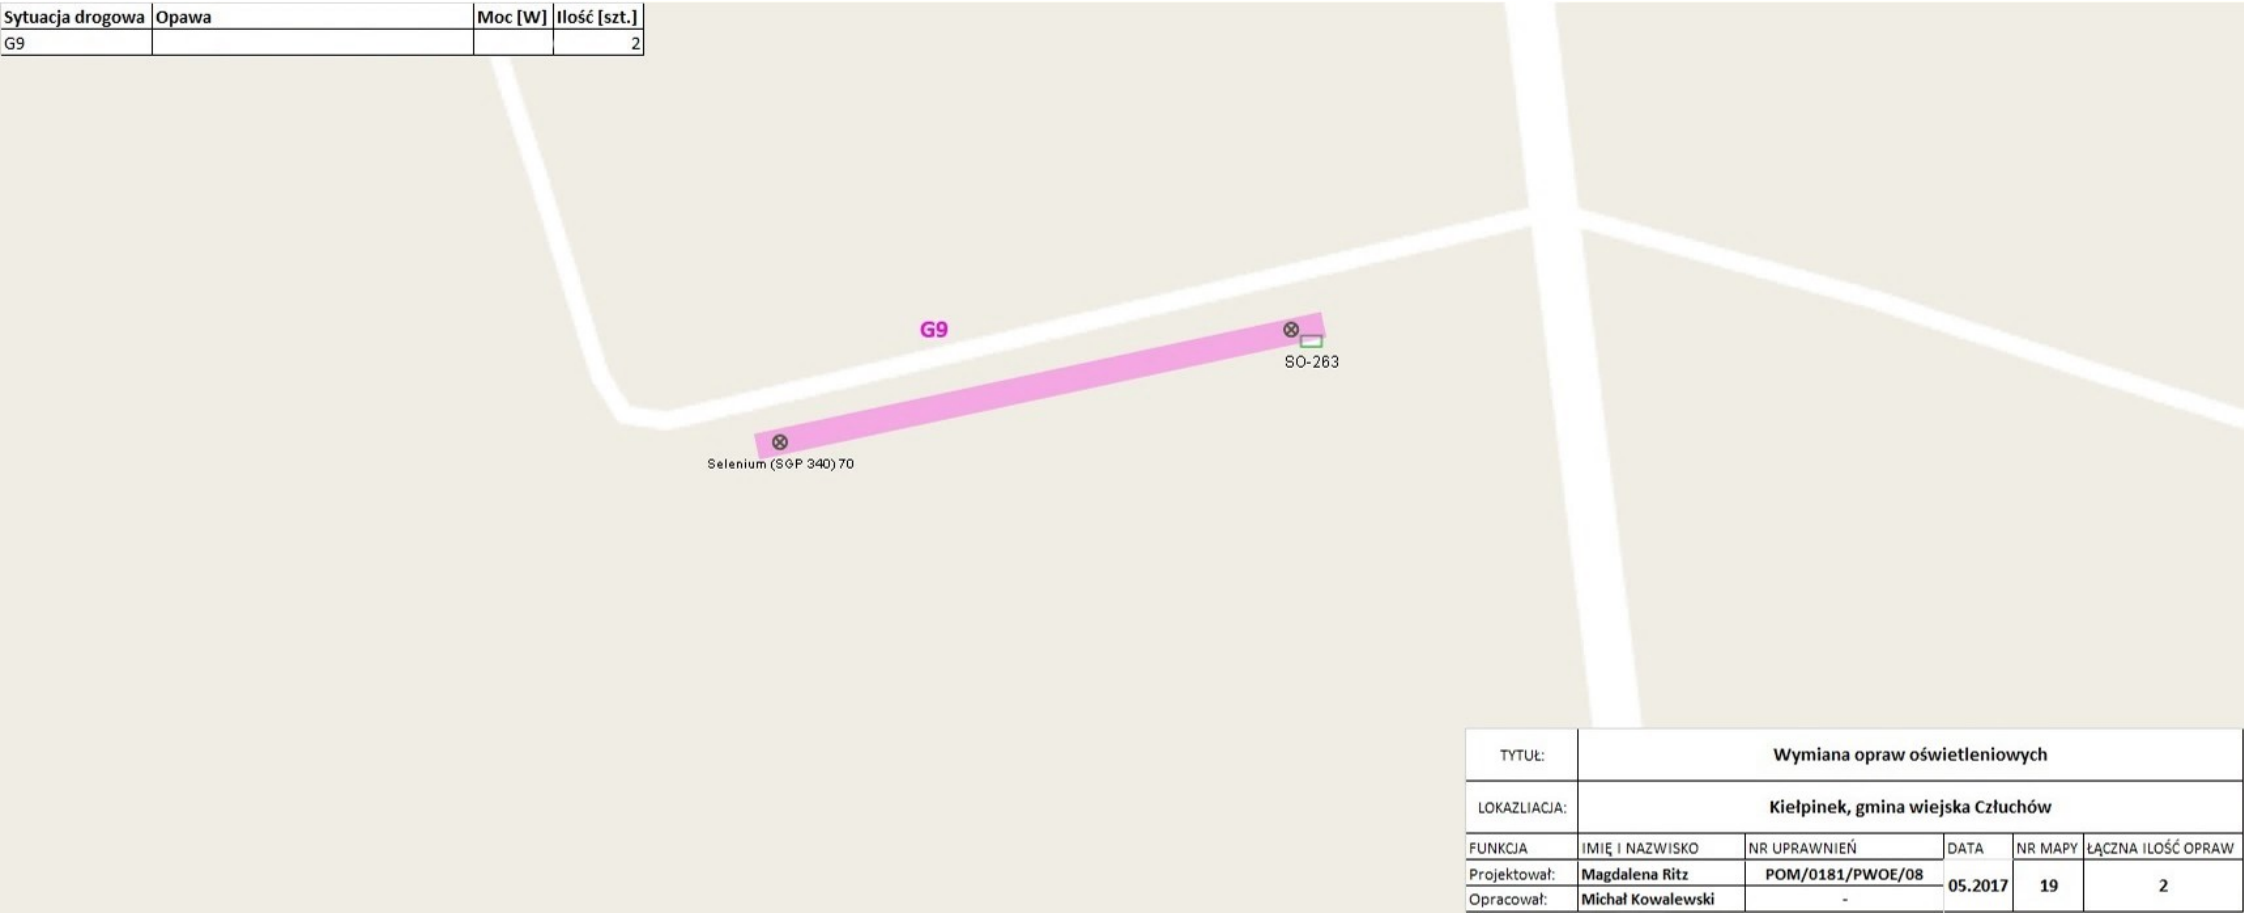 Sytuacja drogowa Opawa Moc [W] Ilość [szt.]
G9 2
G9
SO-263
Selenium (SGP 340) 70
TYTUŁ: Wymiana opraw oświetleniowych
LOKAZLIACJA: Kiełpinek, gmina wiejska Człuchów
FUNKCJA IMIĘ I NAZWISKO NR UPRAWNIEŃ DATA NR MAPY ŁĄCZNA ILOŚĆ OPRAW
Projektował: Magdalena Ritz POM/0181/PWOE/08 05.2017 19 2
Opracował: Michał Kowalewski -